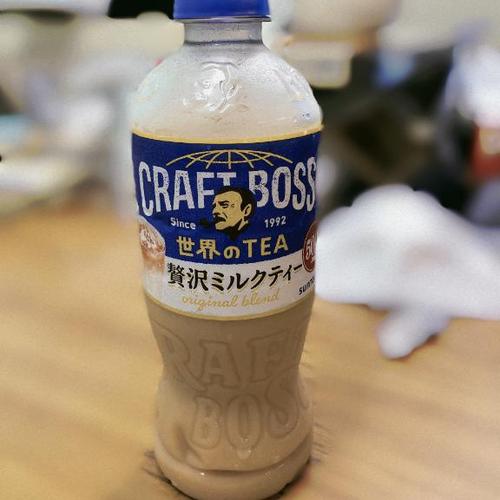 CRAFT BOSS
Since 1992
世界のTEA
贅沢ミルクティー
original blend
CRAFT
BOSS